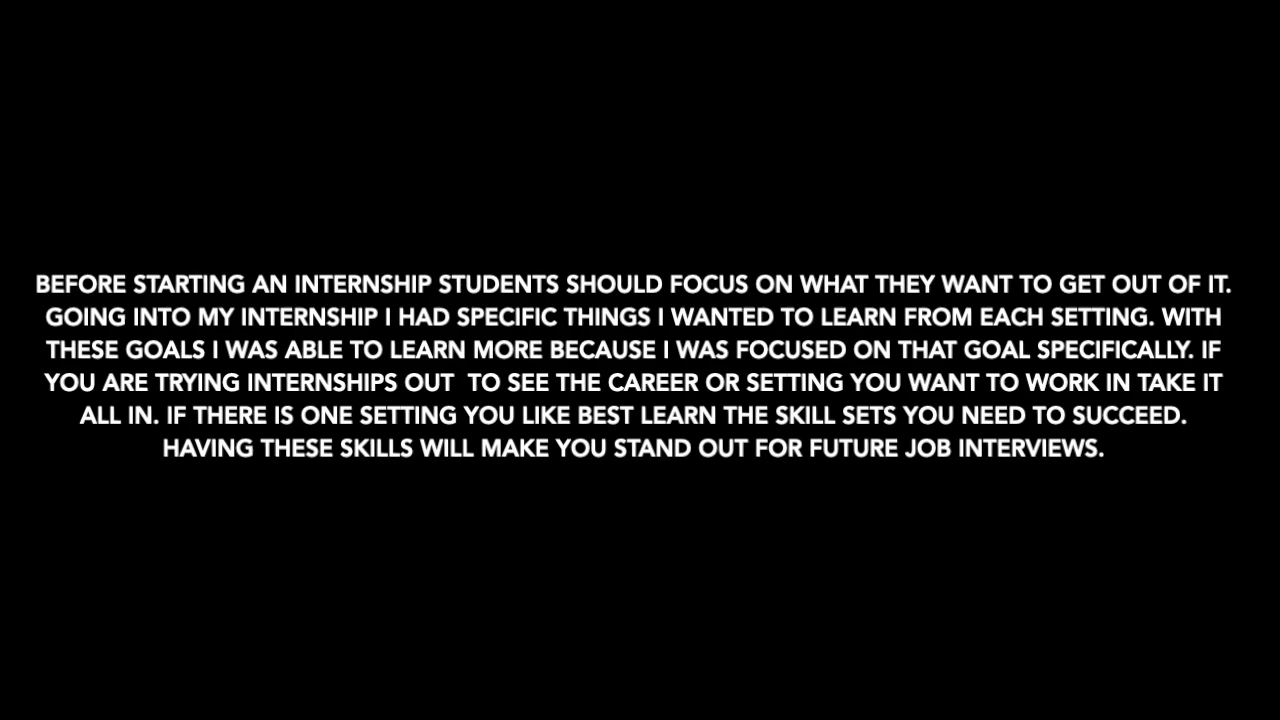 BEFORE STARTING AN INTERNSHIP STUDENTS SHOULD FOCUS ON WHAT THEY WANT TO GET OUT OF IT.
GOING INTO MY INTERNSHIP I HAD SPECIFIC THINGS I WANTED TO LEARN FROM EACH SETTING. WITH
THESE GOALS I WAS ABLE TO LEARN MORE BECAUSE I WAS FOCUSED ON THAT GOAL SPECIFICALLY. IF
YOU ARE TRYING INTERNSHIPS OUT  TO SEE THE CAREER OR SETTING YOU WANT TO WORK IN TAKE IT
ALL IN. IF THERE IS ONE SETTING YOU LIKE BEST LEARN THE SKILL SETS YOU NEED TO SUCCEED.
HAVING THESE SKILLS WILL MAKE YOU STAND OUT FOR FUTURE JOB INTERVIEWS.